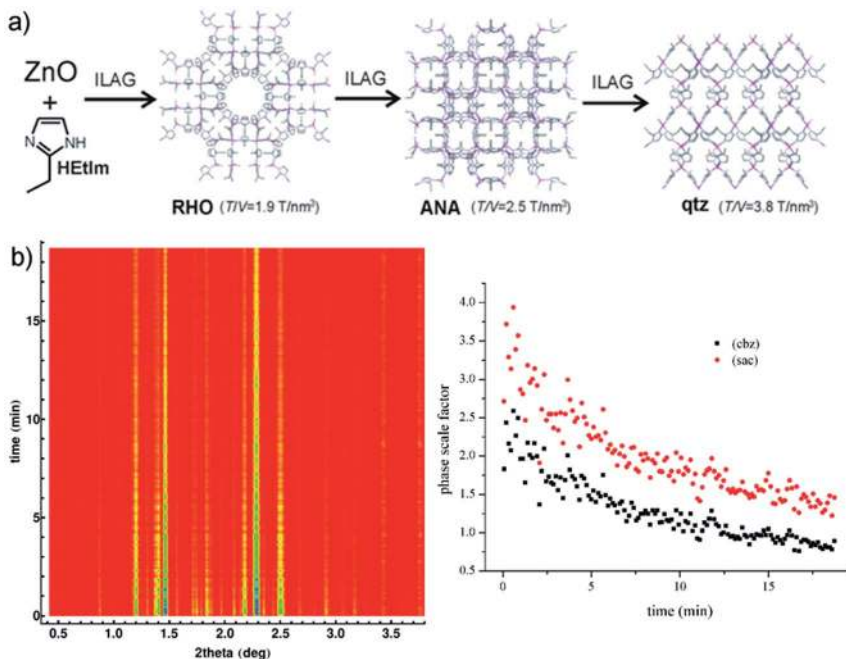 a)
ZnO
+
N
NH
HEtIm
ILAG
ILAG
ILAG
RHO (T/V=1.9 T/nm³)
ANA (T/V=2.5 T/nm³)
qtz (T/V=3.8 T/nm³)
b)
time (min)
15
10
5
0
0.5 1.0 1.5 2.0 2.5 3.0 3.5
2theta (deg)
phase scale factor
4.0
3.5
3.0
2.5
2.0
1.5
1.0
0.5
(cbz)
(sac)
0 5 10 15
time (min)